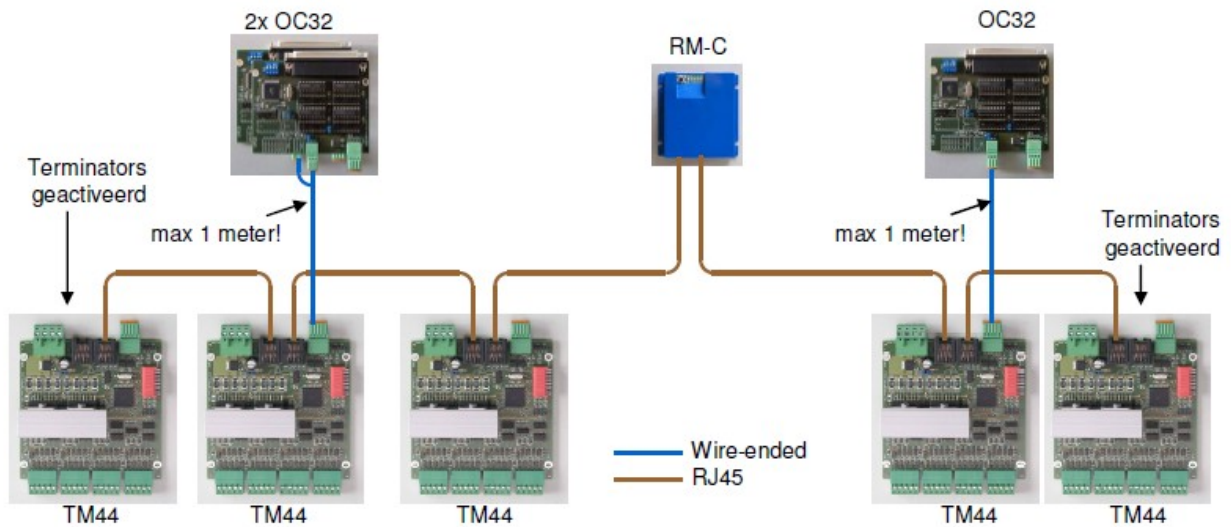 2x OC32
RM-C
OC32
Terminators
geactiveerd
max 1 meter!
max 1 meter!
Terminators
geactiveerd
Wire-ended
RJ45
TM44
TM44
TM44
TM44
TM44